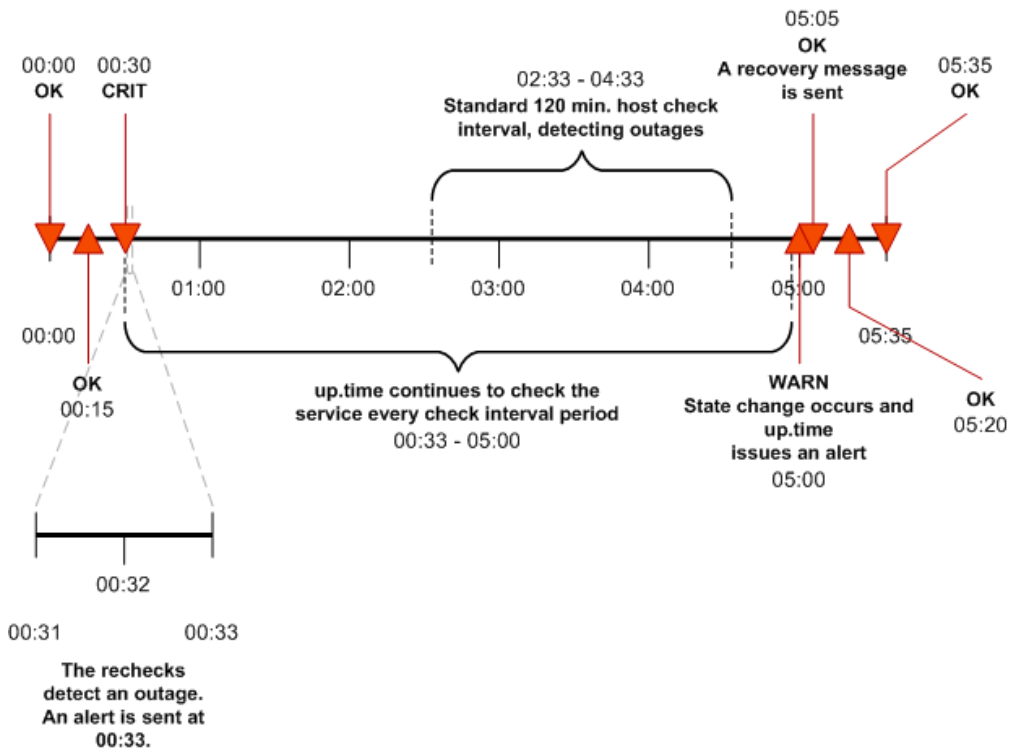 05:05
OK
A recovery message
is sent
00:00
OK
00:30
CRIT
02:33 - 04:33
Standard 120 min. host check
interval, detecting outages
05:35
OK
01:00
02:00
03:00
04:00
05:00
00:00
05:35
OK
00:15
up.time continues to check the
service every check interval period
00:33 - 05:00
WARN
State change occurs and
up.time
issues an alert
05:00
OK
05:20
00:32
00:31
00:33
The rechecks
detect an outage.
An alert is sent at
00:33.